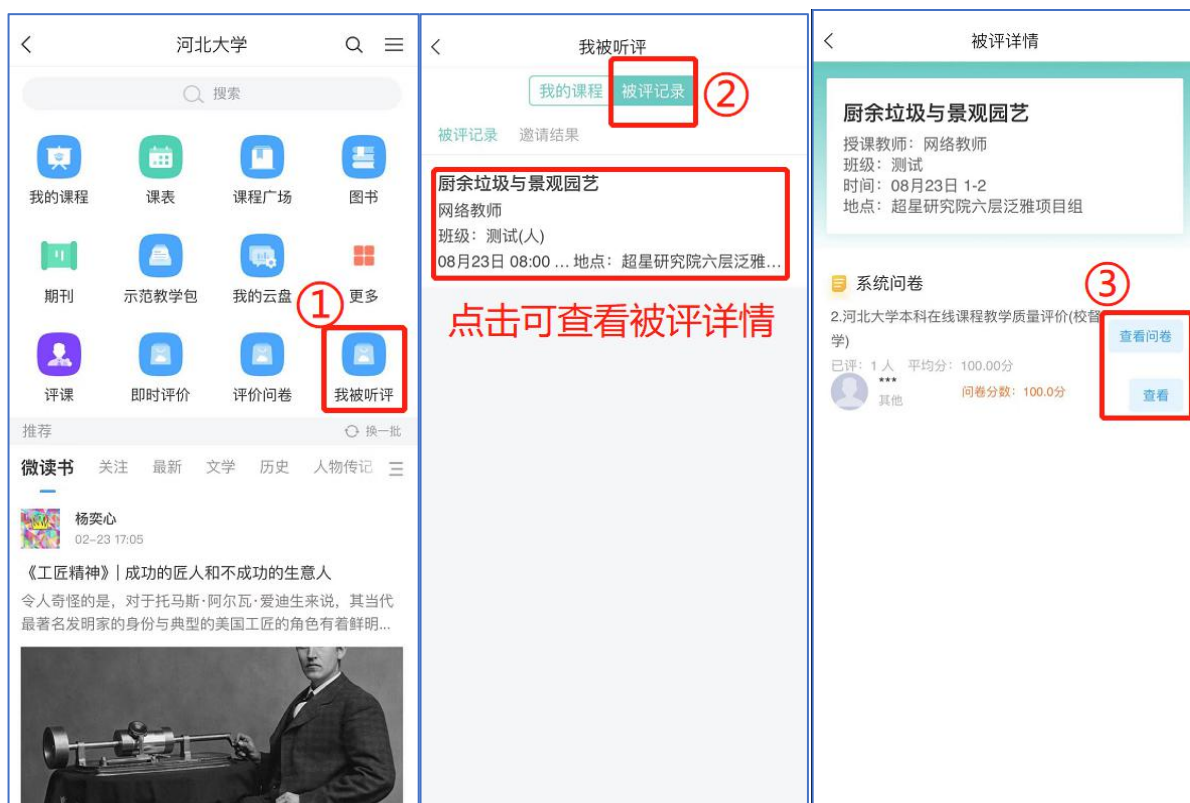 河北大学
搜索
我的课程
课表
课程广场
图书
期刊
示范教学包
我的云盘
更多
①
评课
即时评价
评价问卷
我被听评
推荐
换一批
微读书 关注 最新 文学 历史 人物传记
杨奕心
02-23 17:05
《工匠精神》| 成功的匠人和不成功的生意人
令人奇怪的是，对于托马斯·阿尔瓦·爱迪生来说，其当代
最著名发明家的身份与典型的美国工匠的角色有着鲜明...
我被听评
我的课程 被评记录
②
被评记录 邀请结果
厨余垃圾与景观园艺
网络教师
班级：测试(人)
08月23日 08:00 ... 地点：超星研究院六层泛雅...
点击可查看被评详情
被评详情
厨余垃圾与景观园艺
授课教师：网络教师
班级：测试
时间：08月23日 1-2
地点：超星研究院六层泛雅项目组
系统问卷
③
2.河北大学本科在线课程教学质量评价(校督
学)
查看问卷
已评：1 人 平均分：100.00分
***
其他
问卷分数：100.0分
查看